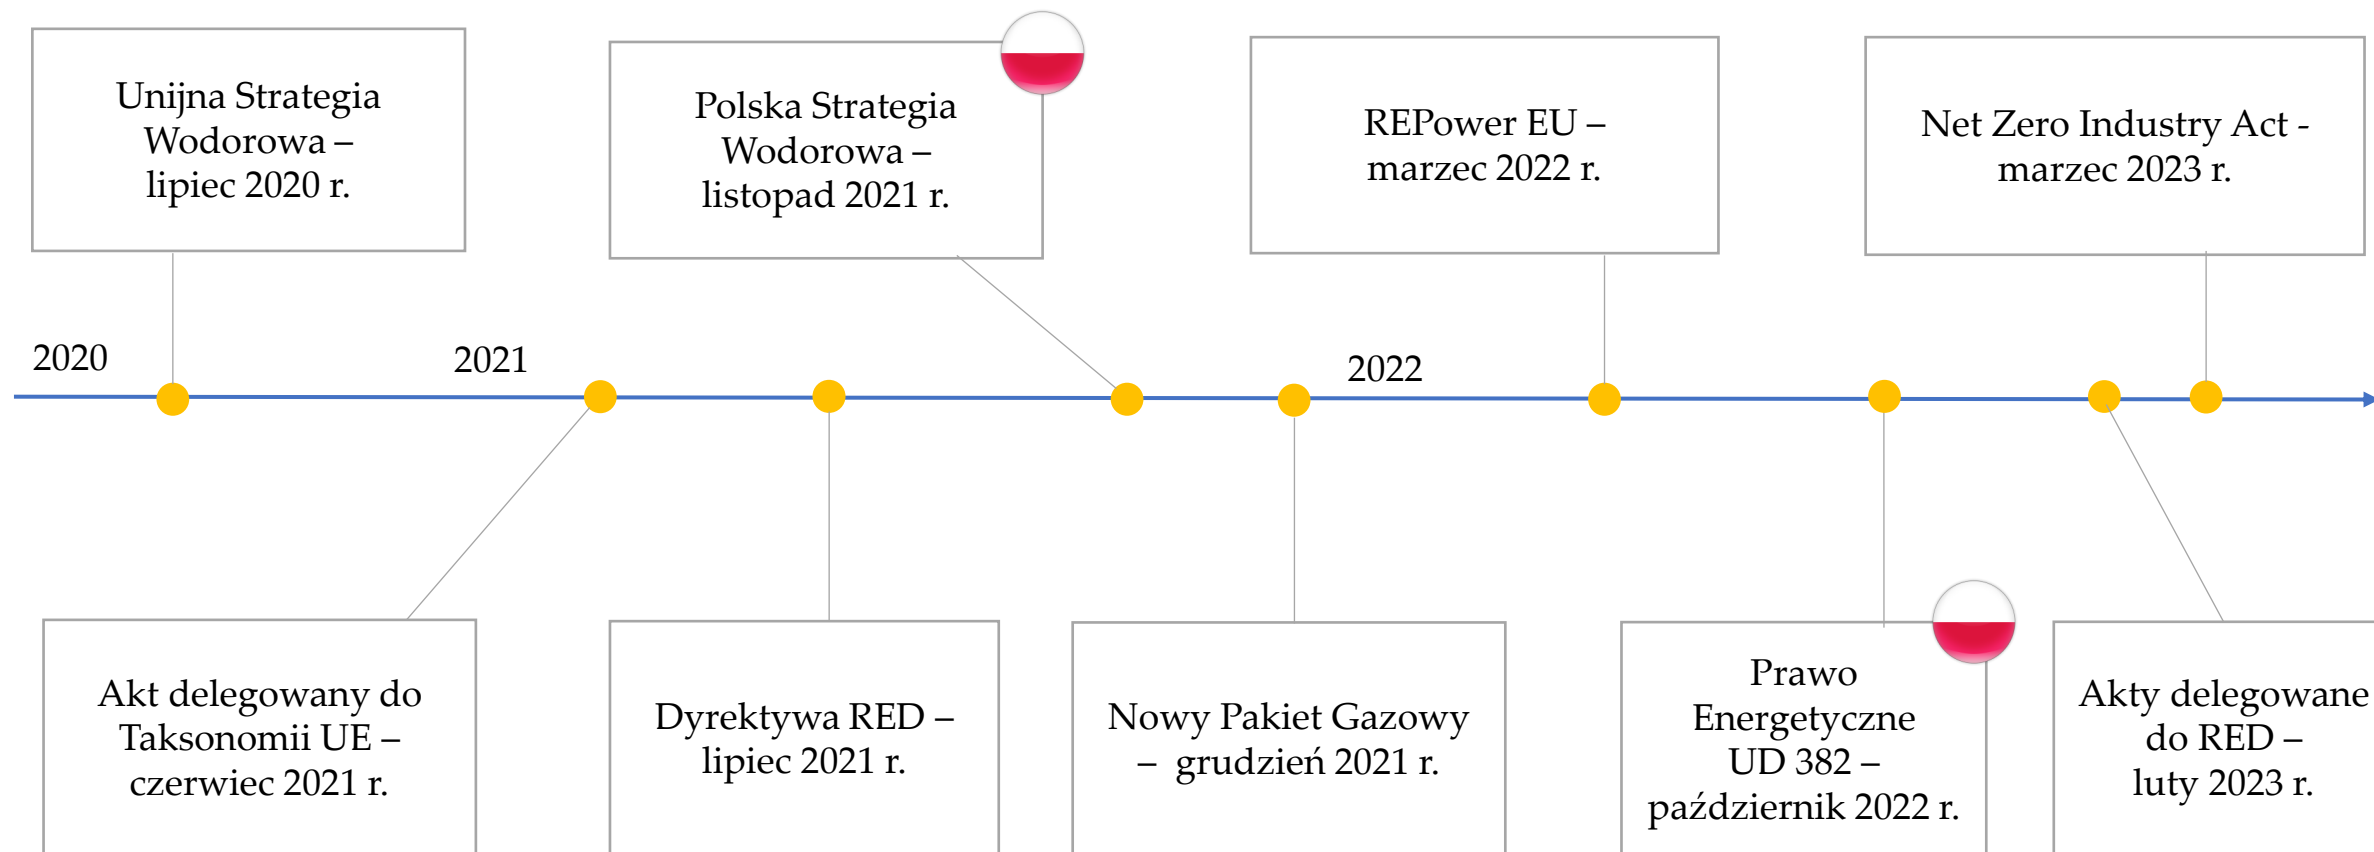 Unijna Strategia
Wodorowa –
lipiec 2020 r.
Polska Strategia
Wodorowa –
listopad 2021 r.
REPower EU –
marzec 2022 r.
Net Zero Industry Act -
marzec 2023 r.
2020
2021
2022
Akt delegowany do
Taksonomii UE –
czerwiec 2021 r.
Dyrektywa RED –
lipiec 2021 r.
Nowy Pakiet Gazowy
– grudzień 2021 r.
Prawo
Energetyczne
UD 382 –
październik 2022 r.
Akty delegowane
do RED –
luty 2023 r.